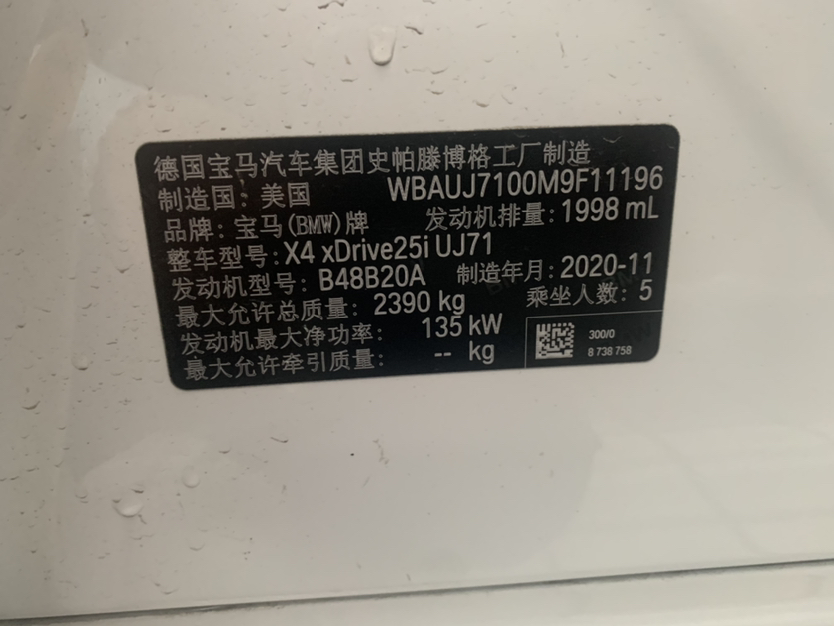 德国宝马汽车集团史帕滕博格工厂制造
制造国：美国 WBAUJ7100M9F11196
品牌：宝马(BMW)牌 发动机排量：1998 mL
整车型号：X4 xDrive25i UJ71
发动机型号：B48B20A 制造年月：2020-11
最大允许总质量：2390 kg 乘坐人数：5
发动机最大净功率： 135 kW
最大允许牵引质量： -- kg
300/0
8 738 758